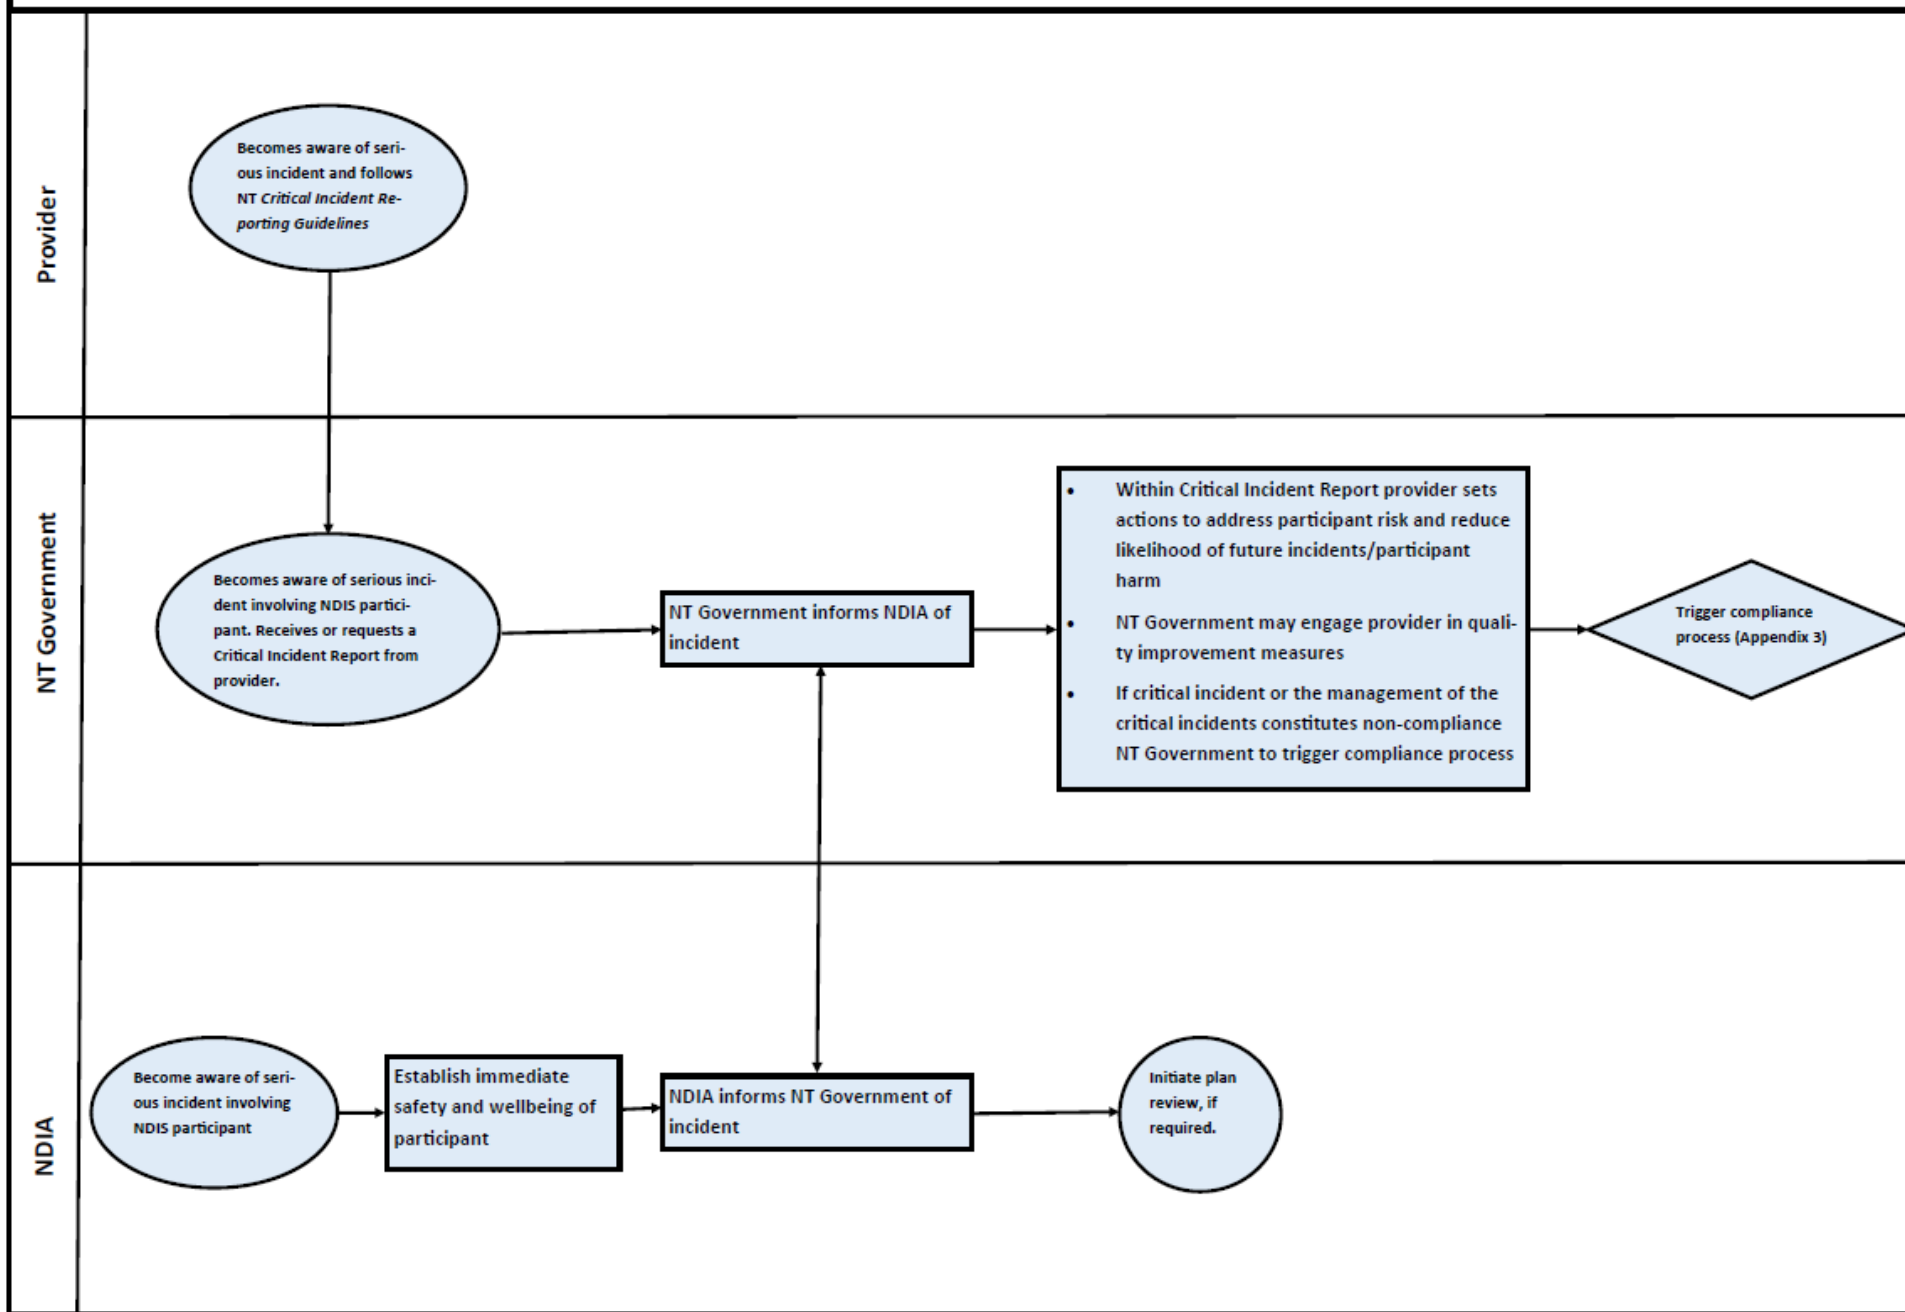 Provider
Becomes aware of seri-
ous incident and follows
NT Critical Incident Re-
porting Guidelines
NT Government
Becomes aware of serious inci-
dent involving NDIS partici-
pant. Receives or requests a
Critical Incident Report from
provider.
NT Government informs NDIA of
incident
• Within Critical Incident Report provider sets
actions to address participant risk and reduce
likelihood of future incidents/participant
harm
• NT Government may engage provider in quali-
ty improvement measures
• If critical incident or the management of the
critical incidents constitutes non-compliance
NT Government to trigger compliance process
Trigger compliance
process (Appendix 3)
NDIA
Become aware of seri-
ous incident involving
NDIS participant
Establish immediate
safety and wellbeing of
participant
NDIA informs NT Government of
incident
Initiate plan
review, if
required.